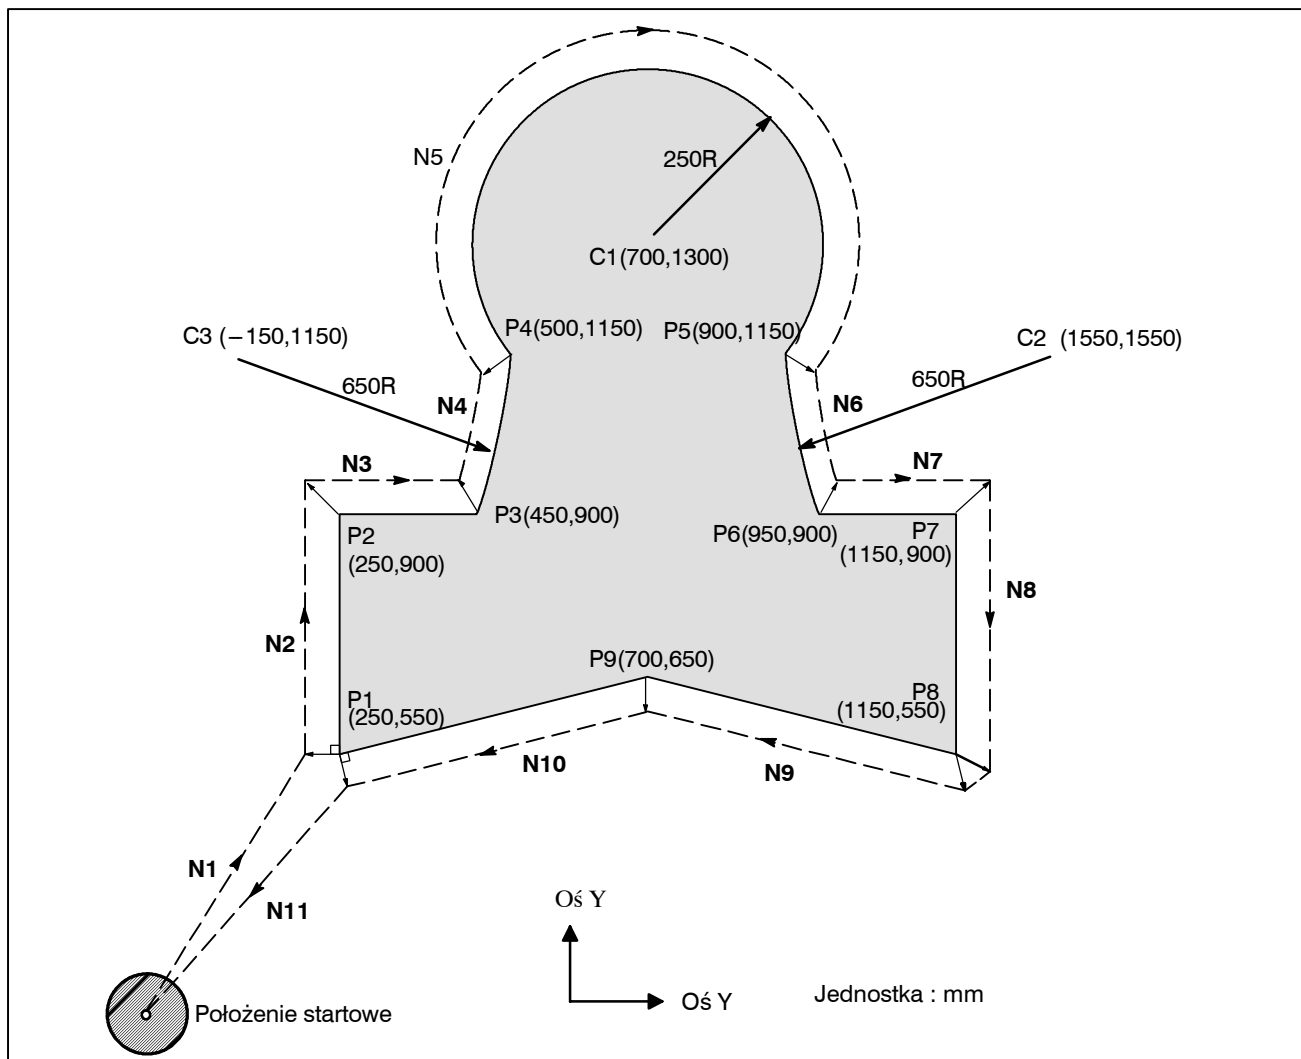 N5
250R
C1(700,1300)
C3 (−150,1150)
P4(500,1150)
P5(900,1150)
C2 (1550,1550)
650R
650R
N4
N6
N3
N7
P3(450,900)
P2
(250,900)
P6(950,900)
P7
(1150,900)
N8
N2
P9(700,650)
P1
(250,550)
P8
(1150,550)
N10
N9
N1
N11
Oś Y
Oś Y
Jednostka : mm
Położenie startowe